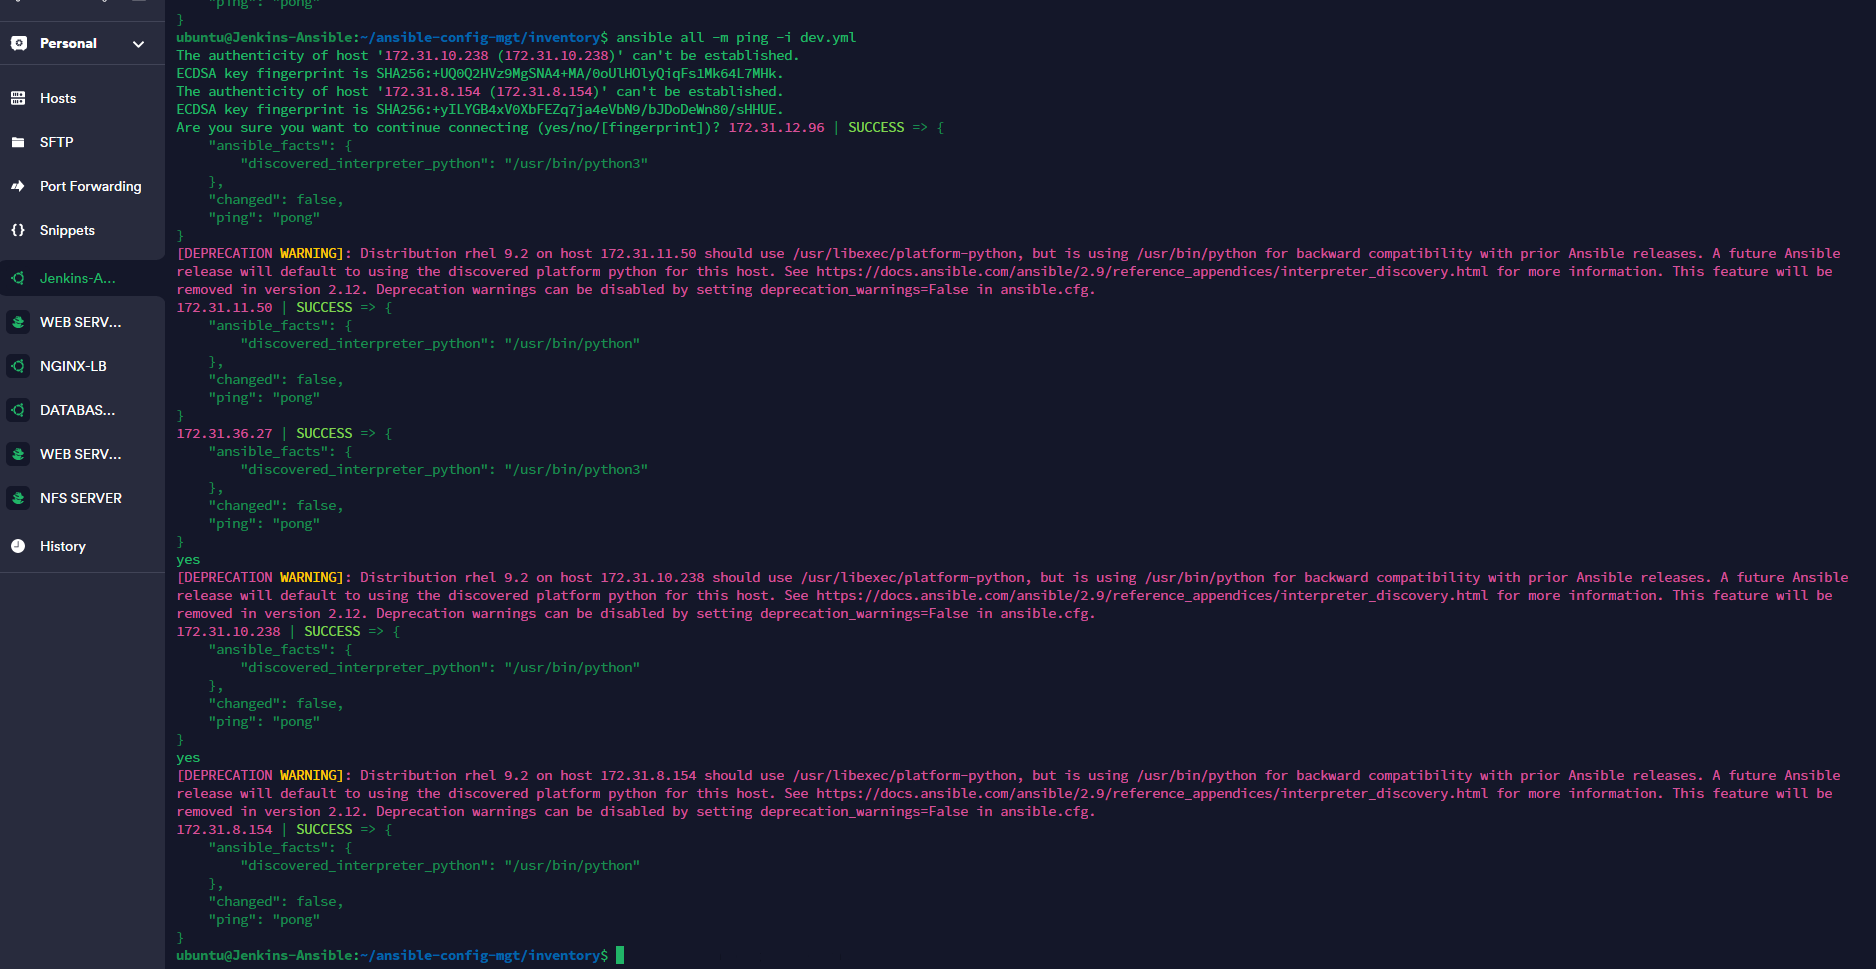 Personal
Hosts
SFTP
Port Forwarding
Snippets
Jenkins-A...
WEB SERV...
NGINX-LB
DATABAS...
WEB SERV...
NFS SERVER
History
"ping": "pong"
}
ubuntu@Jenkins-Ansible:~/ansible-config-mgt/inventory$ ansible all -m ping -i dev.yml
The authenticity of host '172.31.10.238 (172.31.10.238)' can't be established.
ECDSA key fingerprint is SHA256:+UQ0Q2HVz9MgSNA4+MA/0oUlHOlyQiqFs1Mk64L7MHk.
The authenticity of host '172.31.8.154 (172.31.8.154)' can't be established.
ECDSA key fingerprint is SHA256:+yILYGB4xV0XbFEZq7ja4eVbN9/bJDoDeWn80/sHHUE.
Are you sure you want to continue connecting (yes/no/[fingerprint])? 172.31.12.96 | SUCCESS => {
    "ansible_facts": {
        "discovered_interpreter_python": "/usr/bin/python3"
    },
    "changed": false,
    "ping": "pong"
}
[DEPRECATION WARNING]: Distribution rhel 9.2 on host 172.31.11.50 should use /usr/libexec/platform-python, but is using /usr/bin/python for backward compatibility with prior Ansible releases. A future Ansible
release will default to using the discovered platform python for this host. See https://docs.ansible.com/ansible/2.9/reference_appendices/interpreter_discovery.html for more information. This feature will be
removed in version 2.12. Deprecation warnings can be disabled by setting deprecation_warnings=False in ansible.cfg.
172.31.11.50 | SUCCESS => {
    "ansible_facts": {
        "discovered_interpreter_python": "/usr/bin/python"
    },
    "changed": false,
    "ping": "pong"
}
172.31.36.27 | SUCCESS => {
    "ansible_facts": {
        "discovered_interpreter_python": "/usr/bin/python3"
    },
    "changed": false,
    "ping": "pong"
}
yes
[DEPRECATION WARNING]: Distribution rhel 9.2 on host 172.31.10.238 should use /usr/libexec/platform-python, but is using /usr/bin/python for backward compatibility with prior Ansible releases. A future Ansible
release will default to using the discovered platform python for this host. See https://docs.ansible.com/ansible/2.9/reference_appendices/interpreter_discovery.html for more information. This feature will be
removed in version 2.12. Deprecation warnings can be disabled by setting deprecation_warnings=False in ansible.cfg.
172.31.10.238 | SUCCESS => {
    "ansible_facts": {
        "discovered_interpreter_python": "/usr/bin/python"
    },
    "changed": false,
    "ping": "pong"
}
yes
[DEPRECATION WARNING]: Distribution rhel 9.2 on host 172.31.8.154 should use /usr/libexec/platform-python, but is using /usr/bin/python for backward compatibility with prior Ansible releases. A future Ansible
release will default to using the discovered platform python for this host. See https://docs.ansible.com/ansible/2.9/reference_appendices/interpreter_discovery.html for more information. This feature will be
removed in version 2.12. Deprecation warnings can be disabled by setting deprecation_warnings=False in ansible.cfg.
172.31.8.154 | SUCCESS => {
    "ansible_facts": {
        "discovered_interpreter_python": "/usr/bin/python"
    },
    "changed": false,
    "ping": "pong"
}
ubuntu@Jenkins-Ansible:~/ansible-config-mgt/inventory$